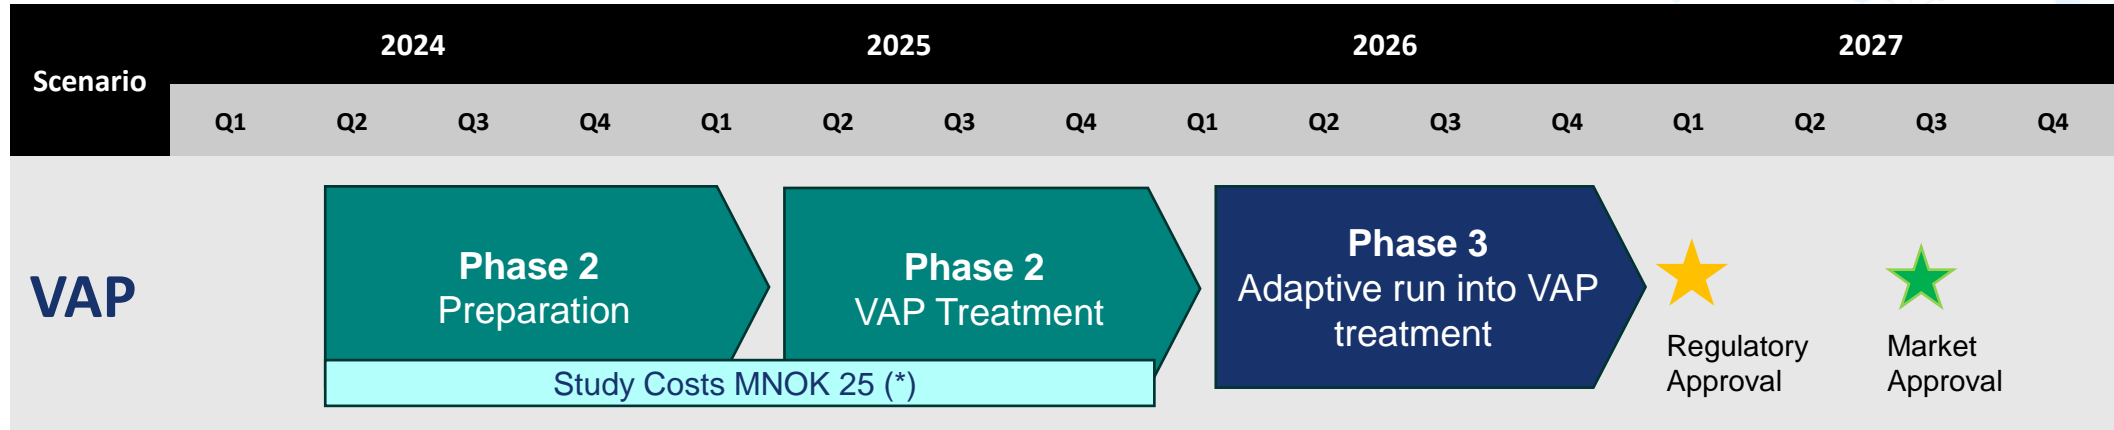 Scenario
2024 2025 2026 2027
Q1 Q2 Q3 Q4 Q1 Q2 Q3 Q4 Q1 Q2 Q3 Q4 Q1 Q2 Q3 Q4
VAP
Phase 2
Preparation
Phase 2
VAP Treatment
Study Costs MNOK 25 (*)
Phase 3
Adaptive run into VAP
treatment
Regulatory
Approval
Market
Approval